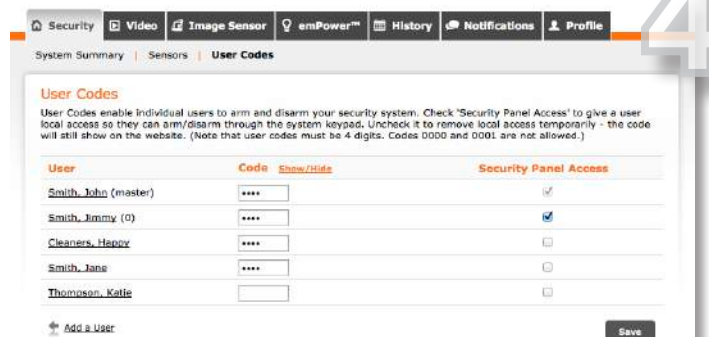 4
Security Video Image Sensor emPower™ History Notifications Profile
System Summary | Sensors | User Codes
User Codes
User Codes enable individual users to arm and disarm your security system. Check "Security Panel Access" to give a user
local access so they can arm/disarm through the system keypad. Uncheck it to remove local access temporarily - the code
will still show on the website. (Note that user codes must be 4 digits. Codes 0000 and 0001 are not allowed.)
User Code Show/Hide Security Panel Access
Smith, John (master) ••••
Smith, Jimmy (0) ••••
Cleaners, Happy ••••
Smith, Jane ••••
Thompson, Katie
Add a User Save